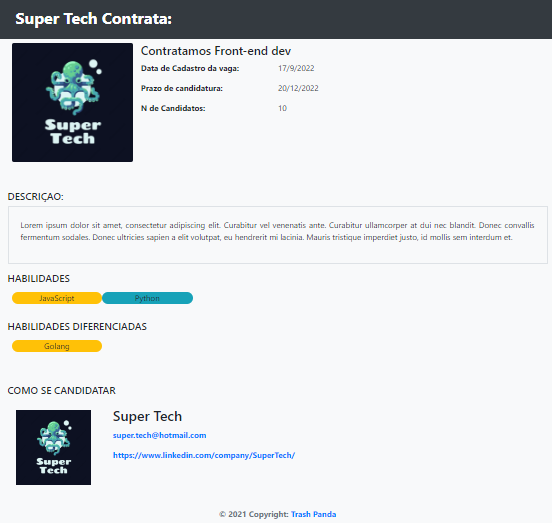 Super Tech Contrata:
Super
Tech
Contratamos Front-end dev
Data de Cadastro da vaga: 17/9/2022
Prazo de candidatura: 20/12/2022
N de Candidatos: 10
DESCRIÇAO:
Lorem ipsum dolor sit amet, consectetur adipiscing elit. Curabitur vel venenatis ante. Curabitur ullamcorper at dui nec blandit. Donec convallis
fermentum sodales. Donec ultricies sapien a elit volutpat, eu hendrerit mi lacinia. Mauris tristique imperdiet justo, id mollis sem interdum et.
HABILIDADES
JavaScript Python
HABILIDADES DIFERENCIADAS
Golang
COMO SE CANDIDATAR
Super
Tech
Super Tech
super.tech@hotmail.com
https://www.linkedin.com/company/SuperTech/
© 2021 Copyright: Trash Panda